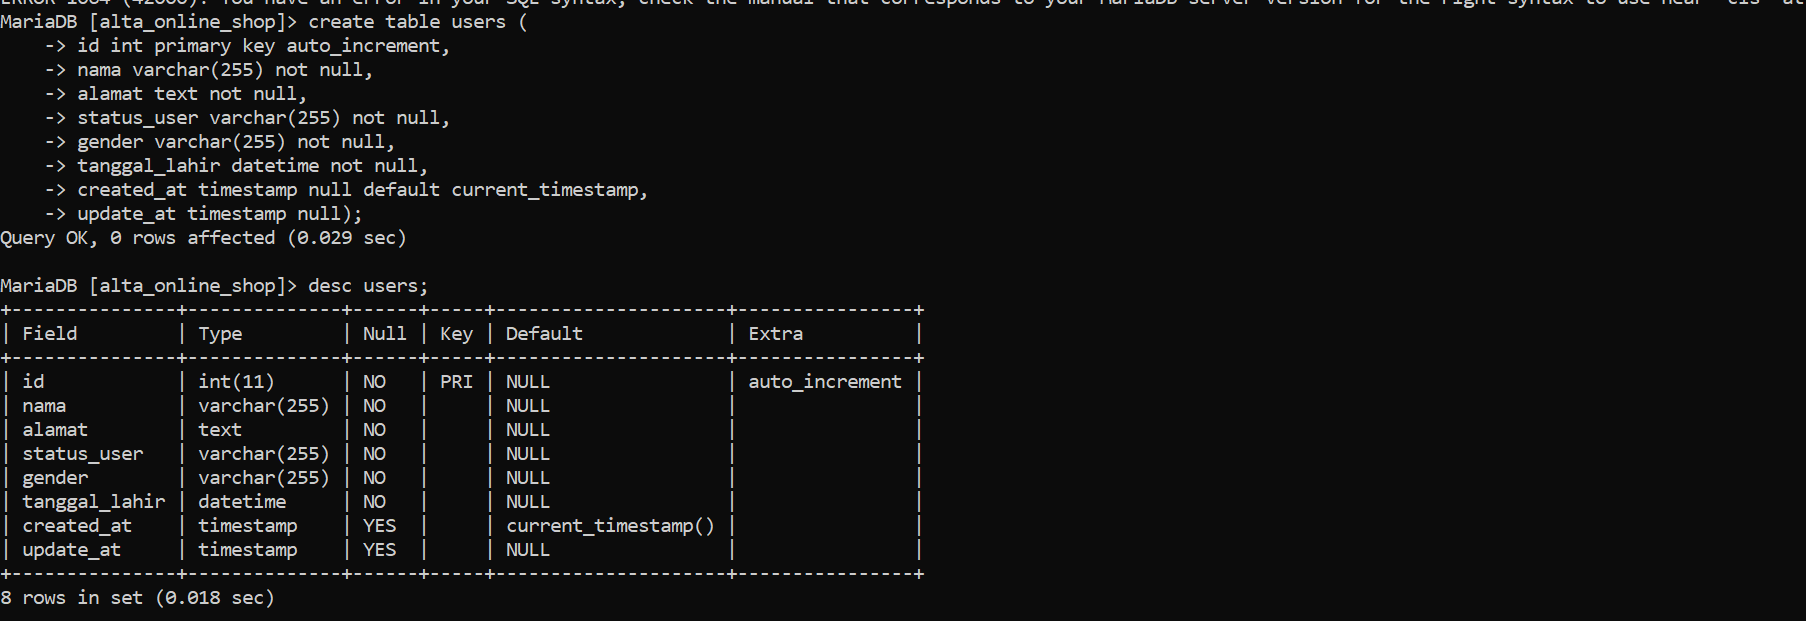 ERROR 1064 (42000): You have an error in your SQL syntax; check the manual that corresponds to your MariaDB server version for the right syntax to use near
MariaDB [alta_online_shop]> create table users (
    -> id int primary key auto_increment,
    -> nama varchar(255) not null,
    -> alamat text not null,
    -> status_user varchar(255) not null,
    -> gender varchar(255) not null,
    -> tanggal_lahir datetime not null,
    -> created_at timestamp null default current_timestamp,
    -> update_at timestamp null);
Query OK, 0 rows affected (0.029 sec)
MariaDB [alta_online_shop]> desc users;
+---------------+--------------+------+-----+---------------------+----------------+
| Field         | Type         | Null | Key | Default             | Extra          |
+---------------+--------------+------+-----+---------------------+----------------+
| id            | int(11)      | NO   | PRI | NULL                | auto_increment |
| nama          | varchar(255) | NO   |     | NULL                |                |
| alamat        | text         | NO   |     | NULL                |                |
| status_user   | varchar(255) | NO   |     | NULL                |                |
| gender        | varchar(255) | NO   |     | NULL                |                |
| tanggal_lahir | datetime     | NO   |     | NULL                |                |
| created_at    | timestamp    | YES  |     | current_timestamp() |                |
| update_at     | timestamp    | YES  |     | NULL                |                |
+---------------+--------------+------+-----+---------------------+----------------+
8 rows in set (0.018 sec)